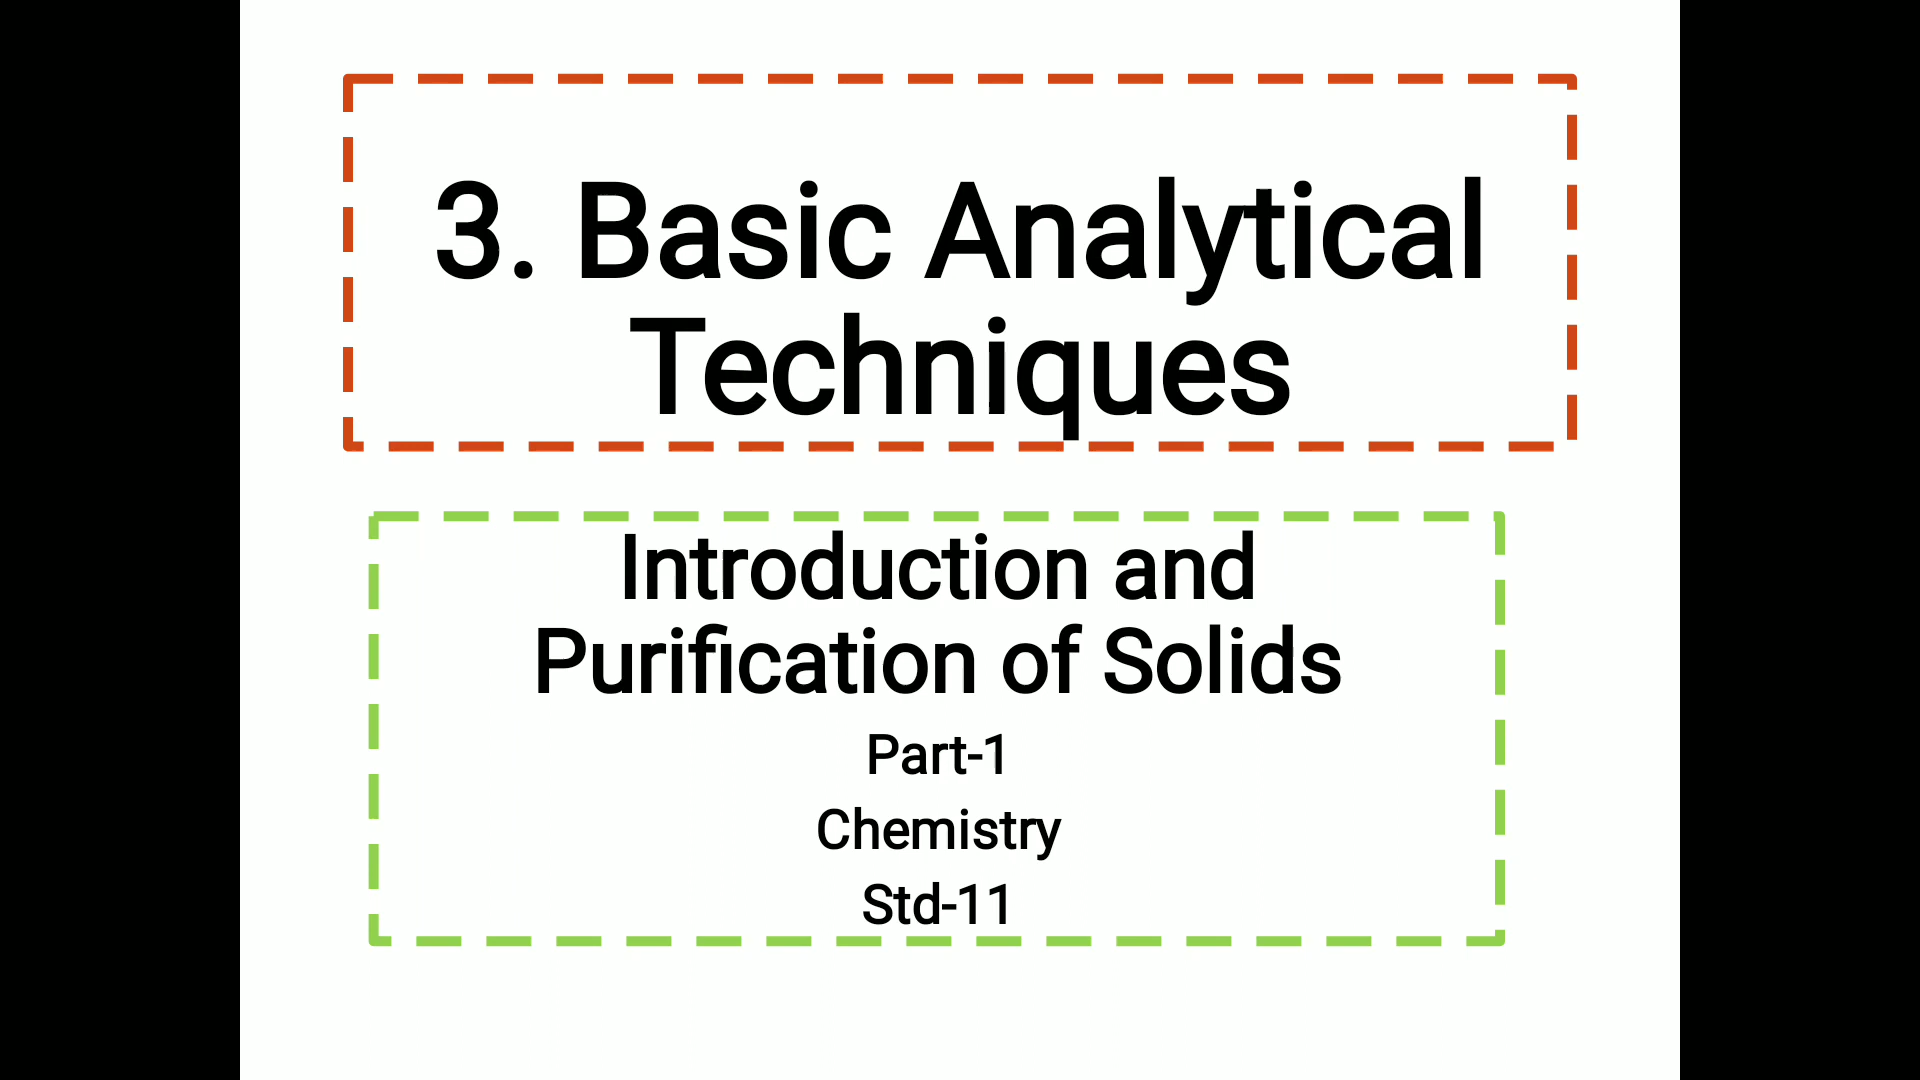 3. Basic Analytical
Techniques
Introduction and
Purification of Solids
Part-1
Chemistry
Std-11